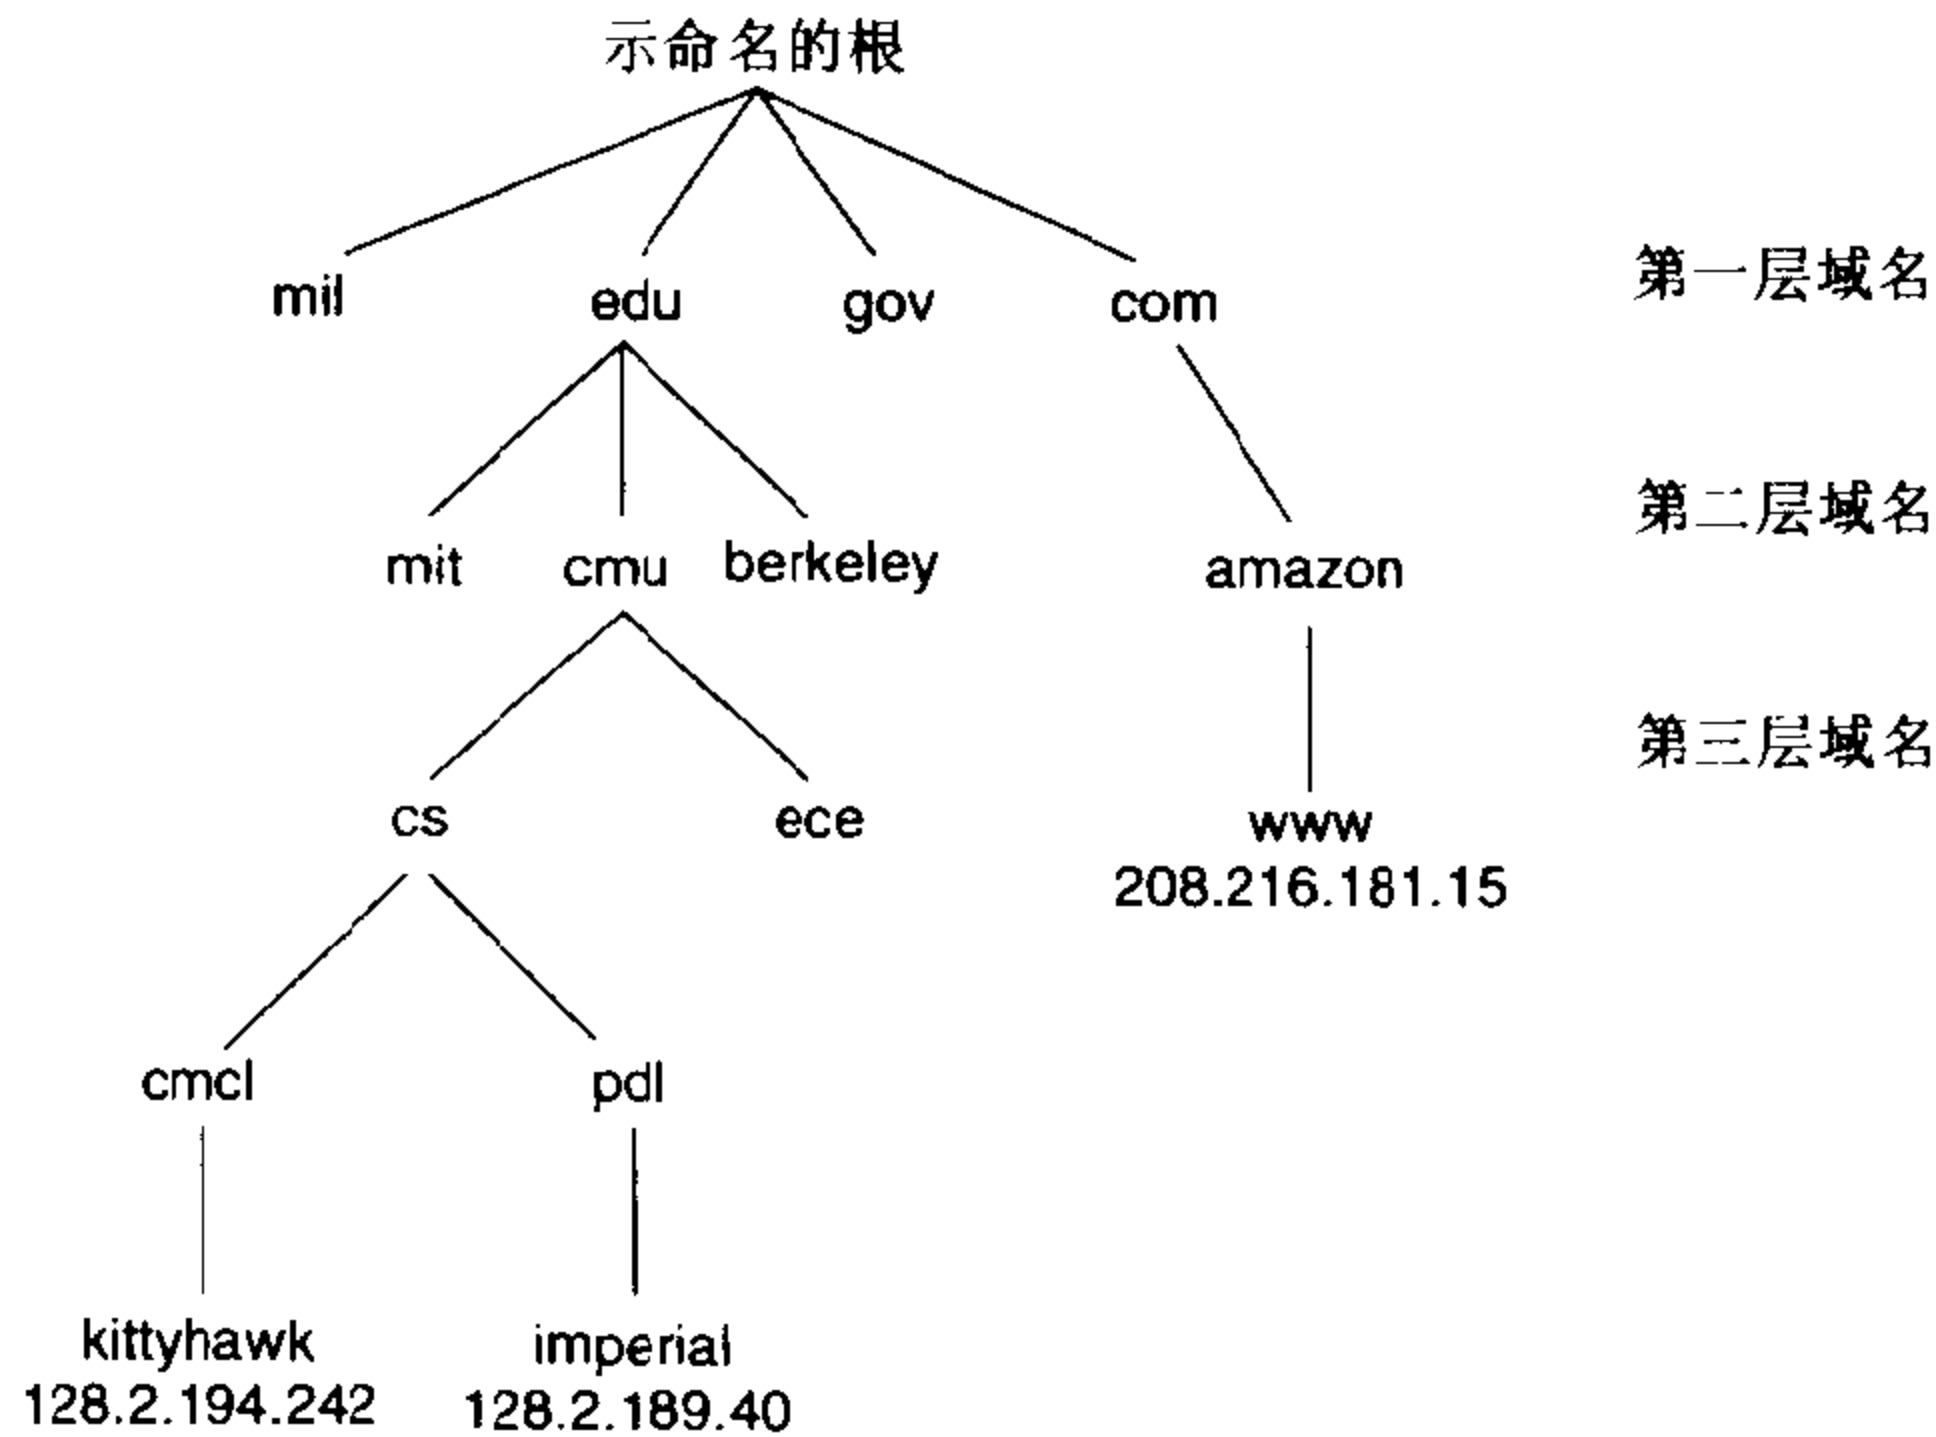 示命名的根
mil edu gov com 第一层域名
mit cmu berkeley amazon 第二层域名
cs ece www 第三层域名
208.216.181.15
cmcl pdl
kittyhawk imperial
128.2.194.242 128.2.189.40